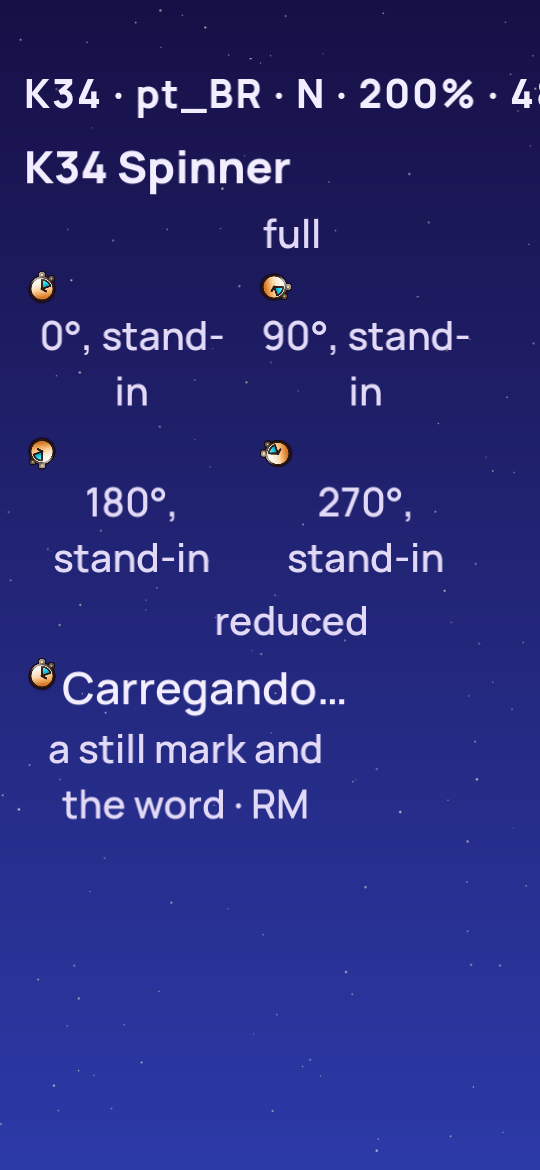 K34 · pt_BR · N · 200% · 48
K34 Spinner
full
0°, stand-
in
90°, stand-
in
180°,
stand-in
270°,
stand-in
reduced
Carregando…
a still mark and
the word · RM